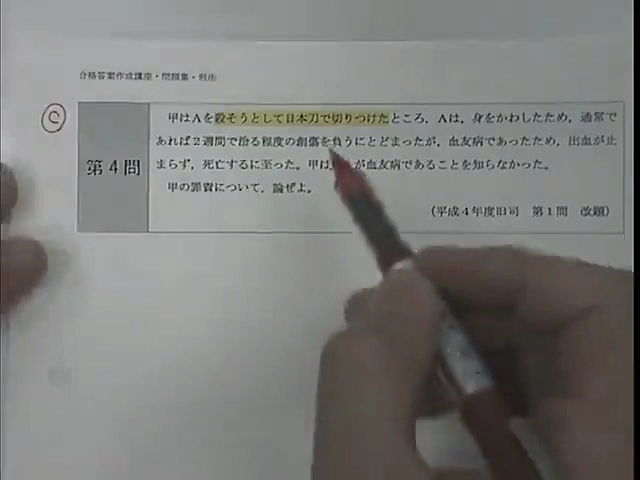 合格答案作成講座・問題集・刑法
C
第4問
甲はAを殺そうとして日本刀で切りつけたところ、Aは、身をかわしたため、通常で
あれば2週間で治る程度の創傷を負うにとどまったが、血友病であったため、出血が止
まらず、死亡するに至った。甲は、が血友病であることを知らなかった。
甲の罪責について、論ぜよ。
(平成4年度旧司 第1問 改題)